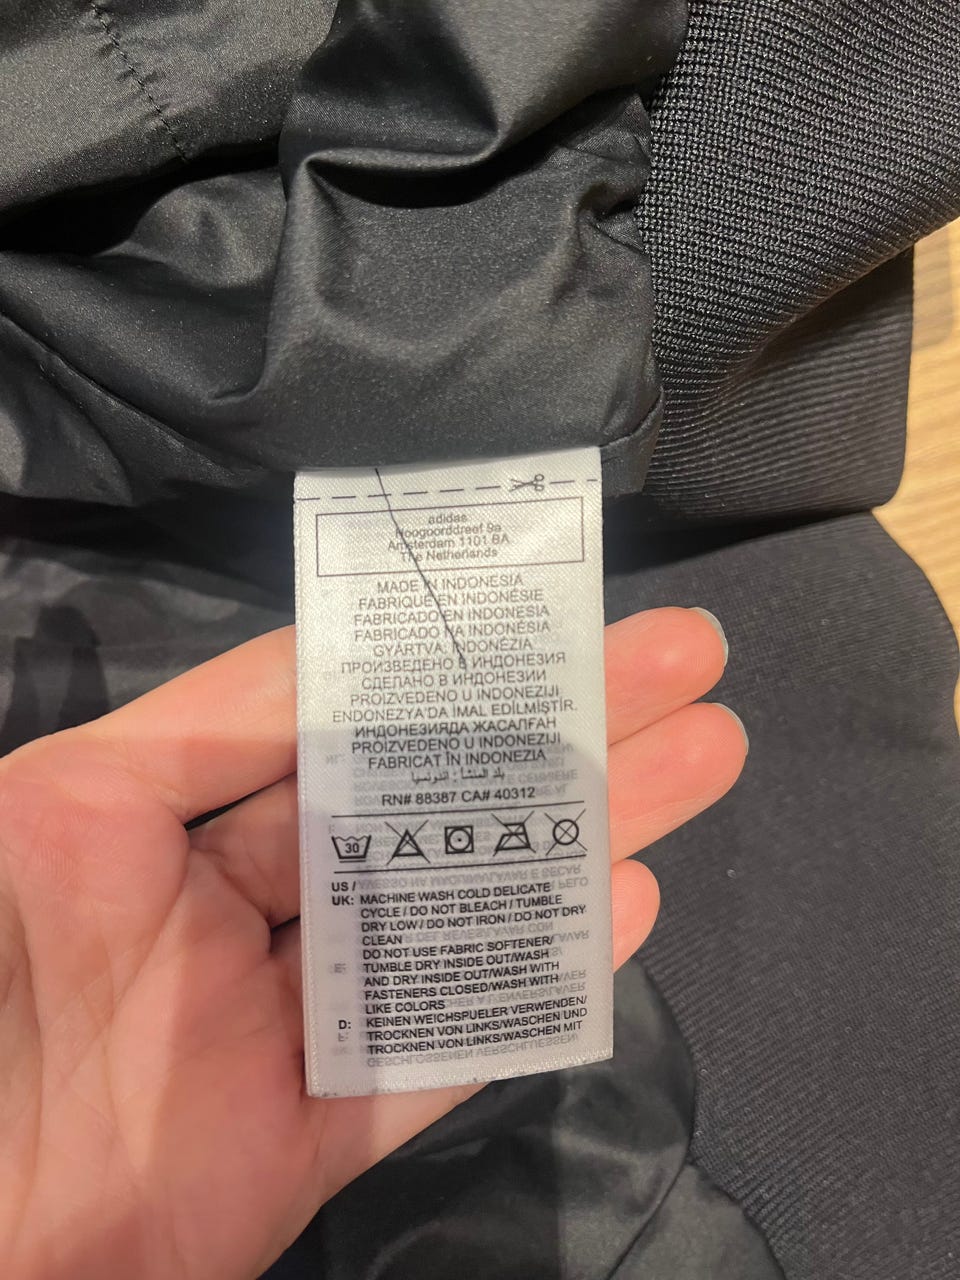 adidas
Hoogoorddreef 9a
Amsterdam 1101 BA
The Netherlands
MADE IN INDONESIA
FABRIQUÉ EN INDONÉSIE
FABRICADO EN INDONESIA
FABRICADO NA INDONÉSIA
GYÁRTVA: INDONÉZIA
ПРОИЗВЕДЕНО В ИНДОНЕЗИЯ
СДЕЛАНО В ИНДОНЕЗИИ
PROIZVEDENO U INDONEZIJI
ENDONEZYA'DA İMAL EDİLMİŞTİR.
ИНДОНЕЗИЯДА ЖАСАЛҒАН
PROIZVEDENO U INDONEZIJI
FABRICAT ÎN INDONEZIA
بلد المنشأ : اندونسيا
RN# 88387 CA# 40312
30
US /
UK: MACHINE WASH COLD DELICATE
CYCLE / DO NOT BLEACH / TUMBLE
DRY LOW / DO NOT IRON / DO NOT DRY
CLEAN
DO NOT USE FABRIC SOFTENER/
TUMBLE DRY INSIDE OUT/WASH
AND DRY INSIDE OUT/WASH WITH
FASTENERS CLOSED/WASH WITH
LIKE COLORS
D: KEINEN WEICHSPUELER VERWENDEN/
TROCKNEN VON LINKS/WASCHEN UND
TROCKNEN VON LINKS/WASCHEN MIT